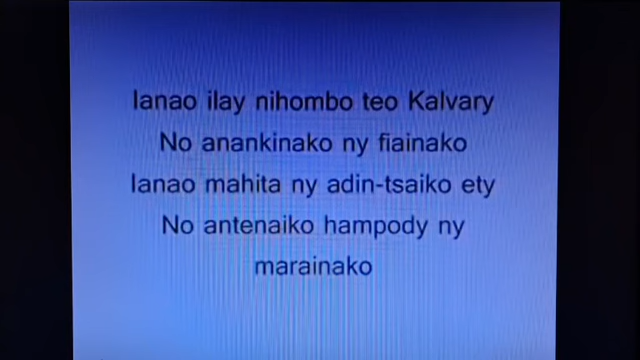 Ianao ilay nihombo teo Kalvary
No anankinako ny fiainako
Ianao mahita ny adin-tsaiko ety
No antenaiko hampody ny
marainako